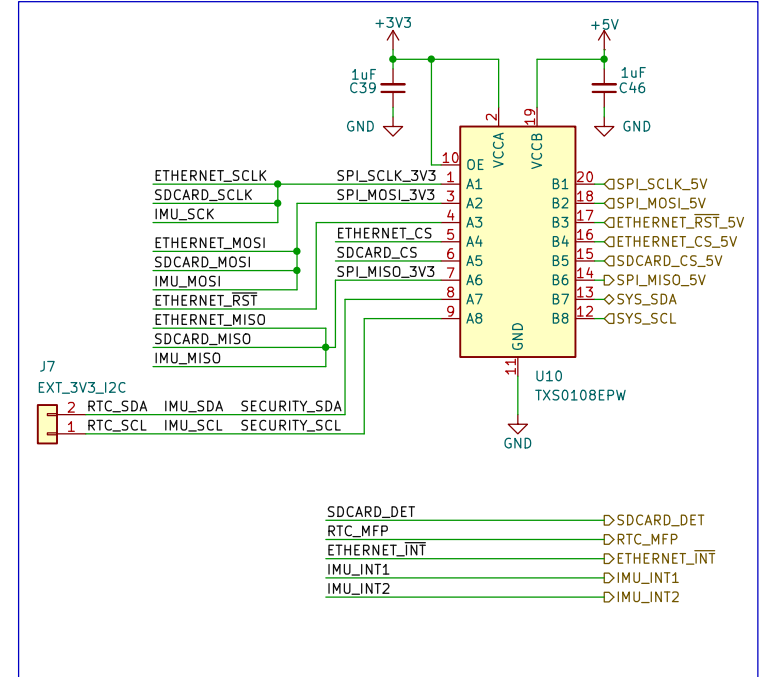 +3V3
+5V
1uF
C39
1uF
C46
GND
GND
2
VCCA
19
VCCB
10 OE
ETHERNET_SCLK
SPI_SCLK_3V3 1 A1
B1 20 SPI_SCLK_5V
SDCARD_SCLK
SPI_MOSI_3V3 3 A2
B2 18 SPI_MOSI_5V
IMU_SCK
4 A3
B3 17 ETHERNET_RST_5V
ETHERNET_MOSI
ETHERNET_CS 5 A4
B4 16 ETHERNET_CS_5V
SDCARD_MOSI
SDCARD_CS 6 A5
B5 15 SDCARD_CS_5V
IMU_MOSI
SPI_MISO_3V3 7 A6
B6 14 SPI_MISO_5V
ETHERNET_RST
8 A7
B7 13 SYS_SDA
ETHERNET_MISO
9 A8
B8 12 SYS_SCL
SDCARD_MISO
IMU_MISO
GND
11
J7
EXT_3V3_I2C
U10
TXS0108EPW
2 RTC_SDA IMU_SDA SECURITY_SDA
1 RTC_SCL IMU_SCL SECURITY_SCL
GND
SDCARD_DET
SDCARD_DET
RTC_MFP
RTC_MFP
ETHERNET_INT
ETHERNET_INT
IMU_INT1
IMU_INT1
IMU_INT2
IMU_INT2